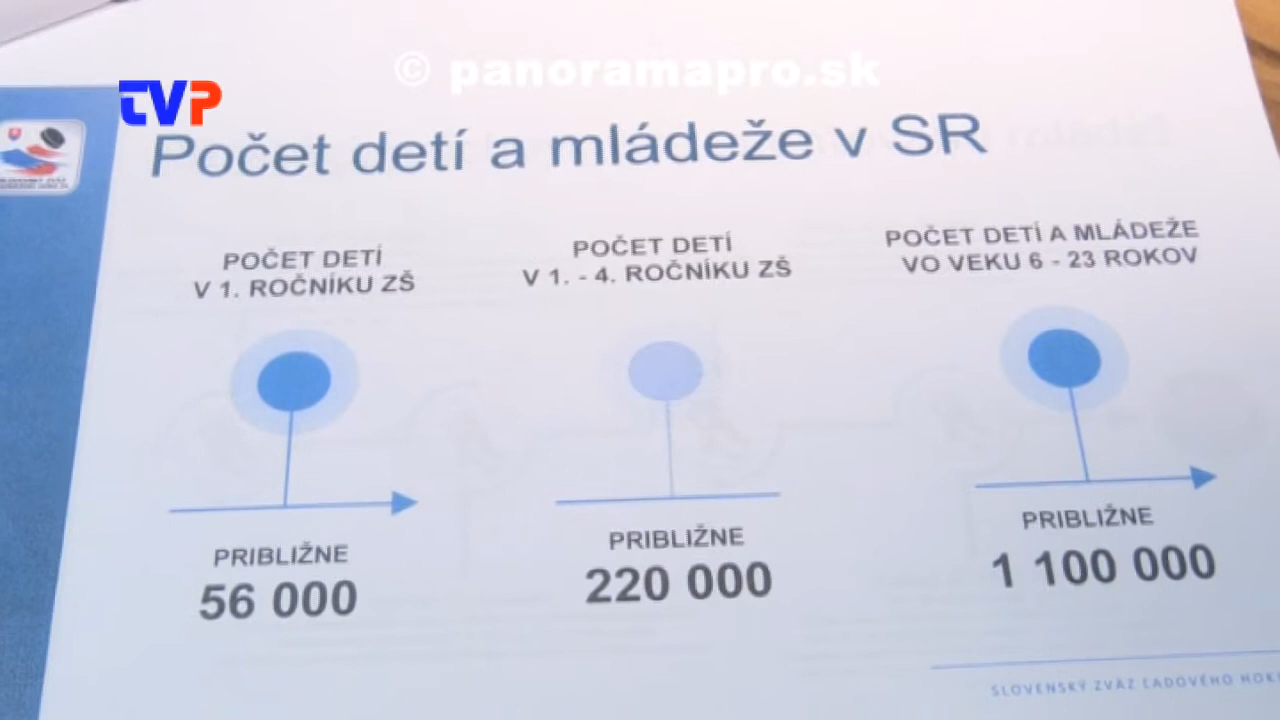 © panoramapro.sk
TVP
Počet detí a mládeže v SR
POČET DETÍ
V 1. ROČNÍKU ZŠ
POČET DETÍ
V 1. - 4. ROČNÍKU ZŠ
POČET DETÍ A MLÁDEŽE
VO VEKU 6 - 23 ROKOV
PRIBLIŽNE
56 000
PRIBLIŽNE
220 000
PRIBLIŽNE
1 100 000
SLOVENSKÝ ZVÄZ ĽADOVÉHO HOK